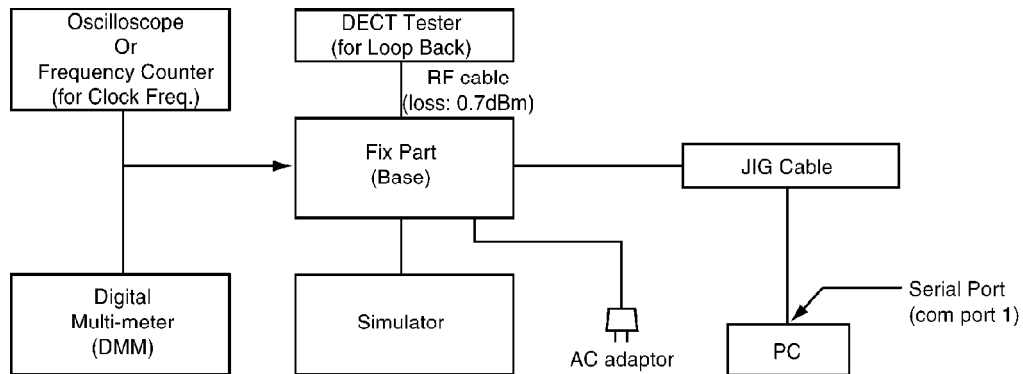 Oscilloscope
Or
Frequency Counter
(for Clock Freq.)
DECT Tester
(for Loop Back)
RF cable
(loss: 0.7dBm)
Fix Part
(Base)
JIG Cable
Digital
Multi-meter
(DMM)
Simulator
AC adaptor
Serial Port
(com port 1)
PC